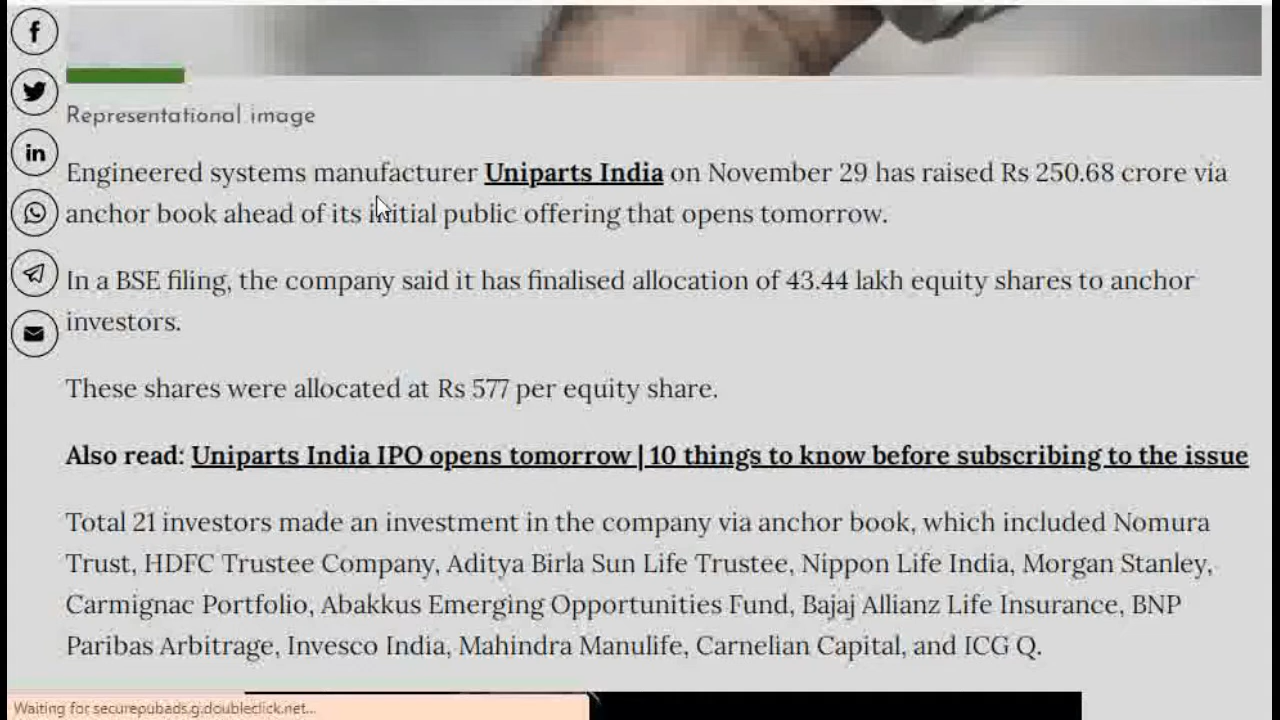 Representational image
Engineered systems manufacturer Uniparts India on November 29 has raised Rs 250.68 crore via
anchor book ahead of its initial public offering that opens tomorrow.
In a BSE filing, the company said it has finalised allocation of 43.44 lakh equity shares to anchor
investors.
These shares were allocated at Rs 577 per equity share.
Also read: Uniparts India IPO opens tomorrow | 10 things to know before subscribing to the issue
Total 21 investors made an investment in the company via anchor book, which included Nomura
Trust, HDFC Trustee Company, Aditya Birla Sun Life Trustee, Nippon Life India, Morgan Stanley,
Carmignac Portfolio, Abakkus Emerging Opportunities Fund, Bajaj Allianz Life Insurance, BNP
Paribas Arbitrage, Invesco India, Mahindra Manulife, Carnelian Capital, and ICG Q.
Waiting for securepubads.g.doubleclick.net...